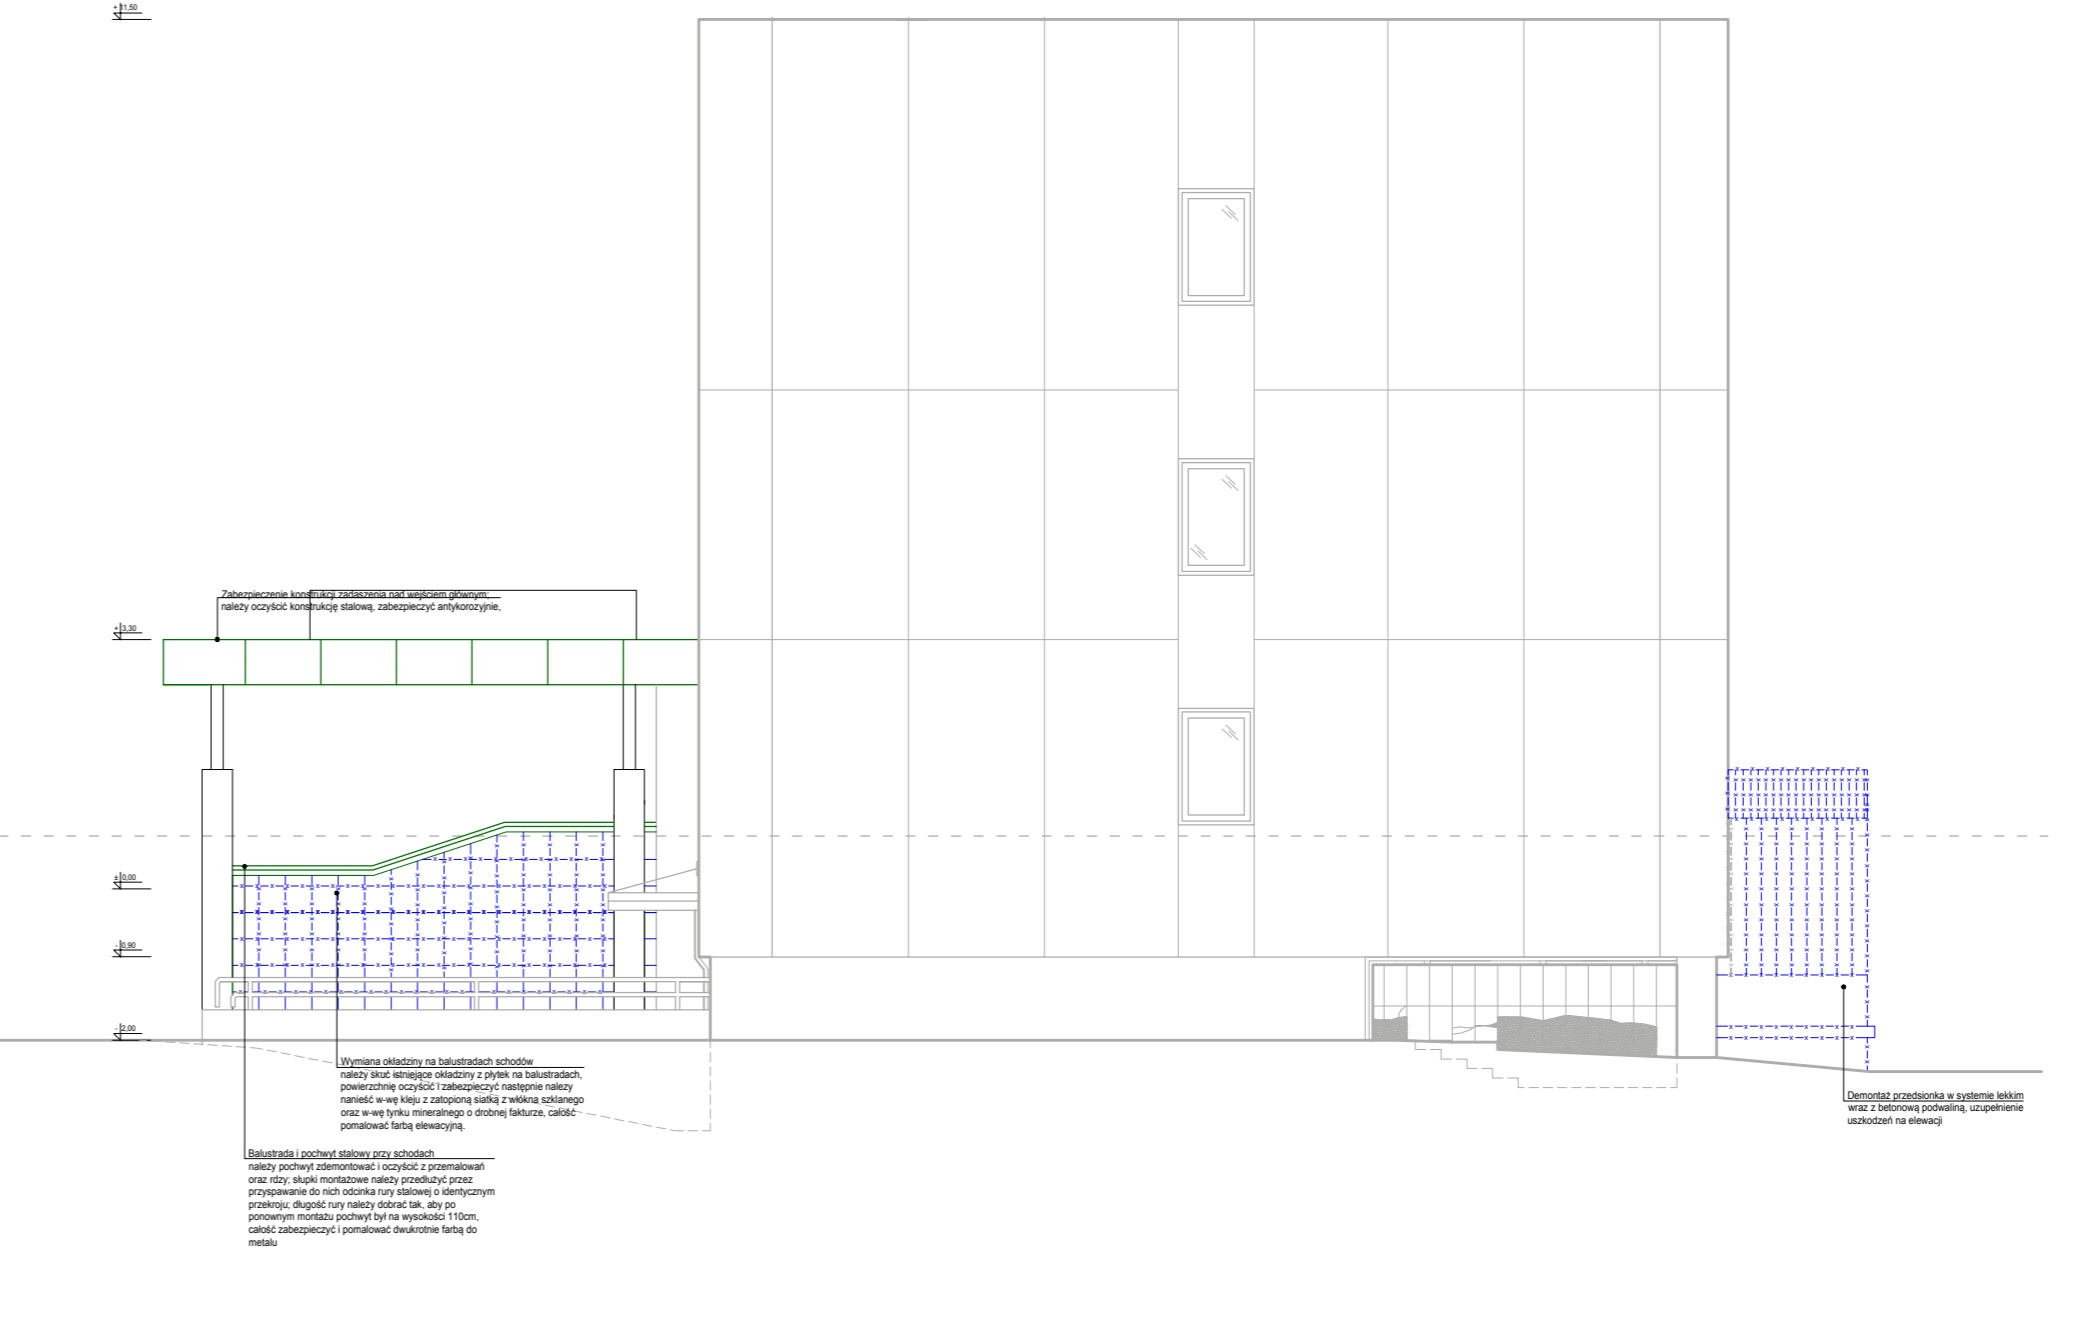 + 11,50
Zabezpieczenie konstrukcji zadaszenia nad wejściem głównym;
należy oczyścić konstrukcję stalową, zabezpieczyć antykorozyjnie,
+ 3,30
± 0,00
- 0,90
- 2,00
Wymiana okładziny na balustradach schodów
należy skuć istniejące okładziny z płytek na balustradach,
powierzchnię oczyścić i zabezpieczyć następnie nalezy
nanieść w-wę kleju z zatopioną siatką z włókna szklanego
oraz w-wę tynku mineralnego o drobnej fakturze, całość
pomalować farbą elewacyjną.
Balustrada i pochwyt stalowy przy schodach
należy pochwyt zdemontować i oczyścić z przemalowań
oraz rdzy; słupki montażowe należy przedłużyć przez
przyspawanie do nich odcinka rury stalowej o identycznym
przekroju; długość rury należy dobrać tak, aby po
ponownym montażu pochwyt był na wysokości 110cm,
całość zabezpieczyć i pomalować dwukrotnie farbą do
metalu
Demontaż przedsionka w systemie lekkim
wraz z betonową podwaliną, uzupełnienie
uszkodzeń na elewacji